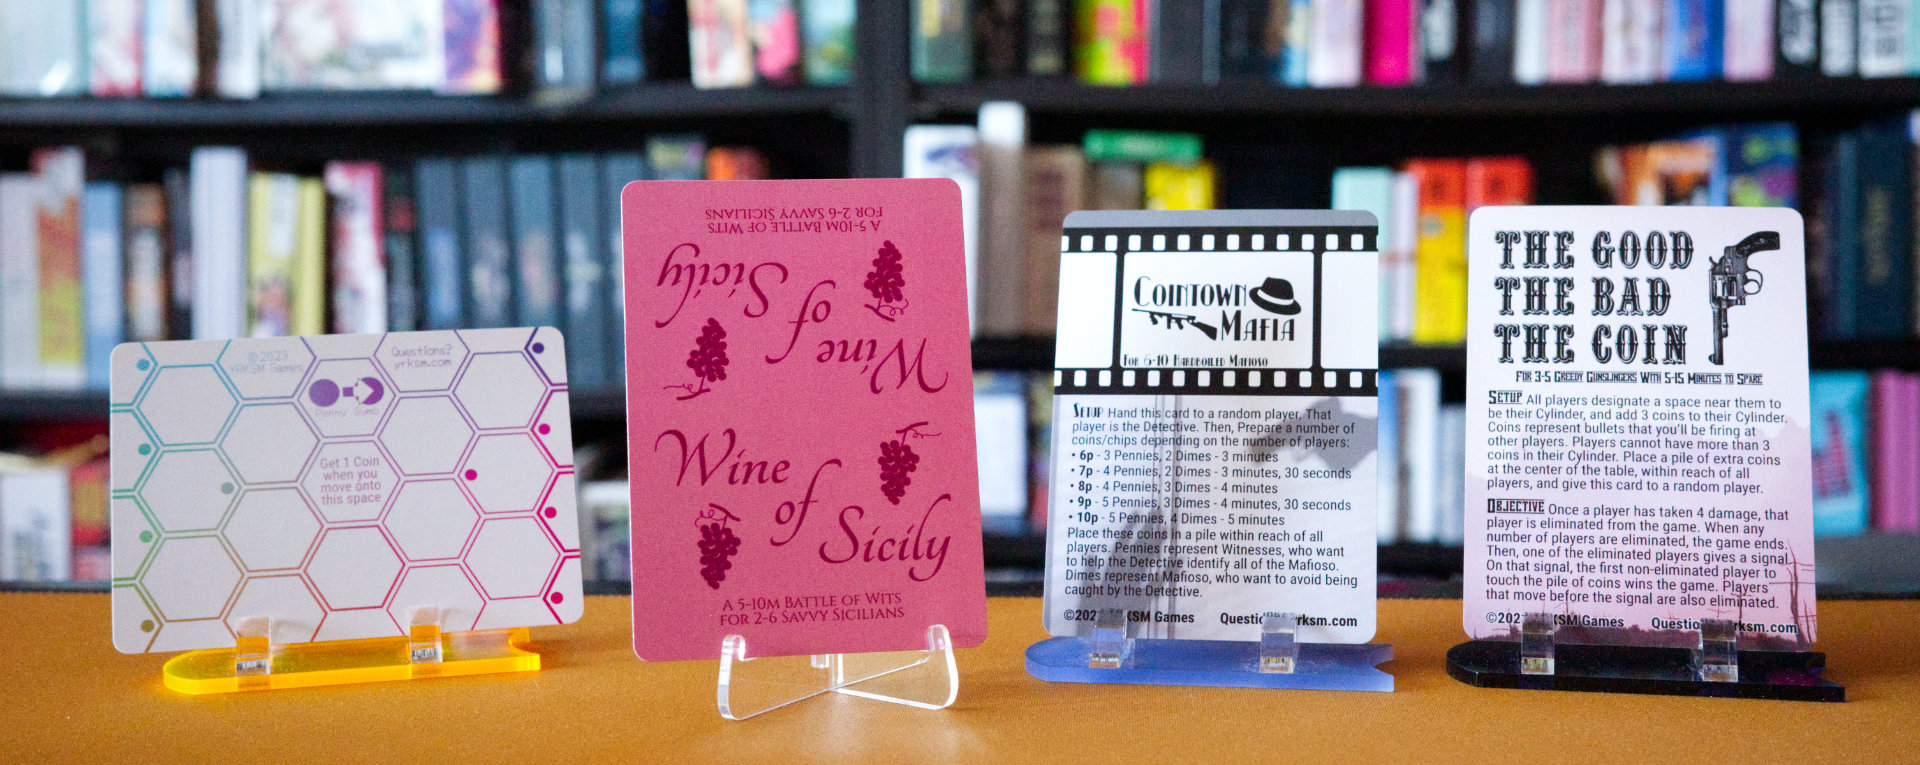 © 2023
YRKSM Games
Questions?
yrksm.com
Penny Sumo
Get 1 Coin
when you
move onto
this space
A 5-10m Battle of Wits
for 2-6 Savvy Sicilians
Wine
of
Sicily
Wine
of
Sicily
A 5-10m Battle of Wits
for 2-6 Savvy Sicilians
Cointown
Mafia
For 6-10 Hardboiled Mafioso
Setup Hand this card to a random player. That
player is the Detective. Then, Prepare a number of
coins/chips depending on the number of players:
• 6p - 3 Pennies, 2 Dimes - 3 minutes
• 7p - 4 Pennies, 2 Dimes - 3 minutes, 30 seconds
• 8p - 4 Pennies, 3 Dimes - 4 minutes
• 9p - 5 Pennies, 3 Dimes - 4 minutes, 30 seconds
• 10p - 5 Pennies, 4 Dimes - 5 minutes
Place these coins in a pile within reach of all
players. Pennies represent Witnesses, who want
to help the Detective identify all of the Mafioso.
Dimes represent Mafioso, who want to avoid being
caught by the Detective.
Games
The Good
The Bad
The Coin
For 3-5 Greedy Gunslingers With 5-15 Minutes to Spare
Setup All players designate a space near them to
be their Cylinder, and add 3 coins to their Cylinder.
Coins represent bullets that you'll be firing at
other players. Players cannot have more than 3
coins in their Cylinder. Place a pile of extra coins
at the center of the table, within reach of all
players, and give this card to a random player.
Objective Once a player has taken 4 damage, that
player is eliminated from the game. When any
number of players are eliminated, the game ends.
Then, one of the eliminated players gives a signal.
On that signal, the first non-eliminated player to
touch the pile of coins wins the game. Players
that move before the signal are also eliminated.
Games